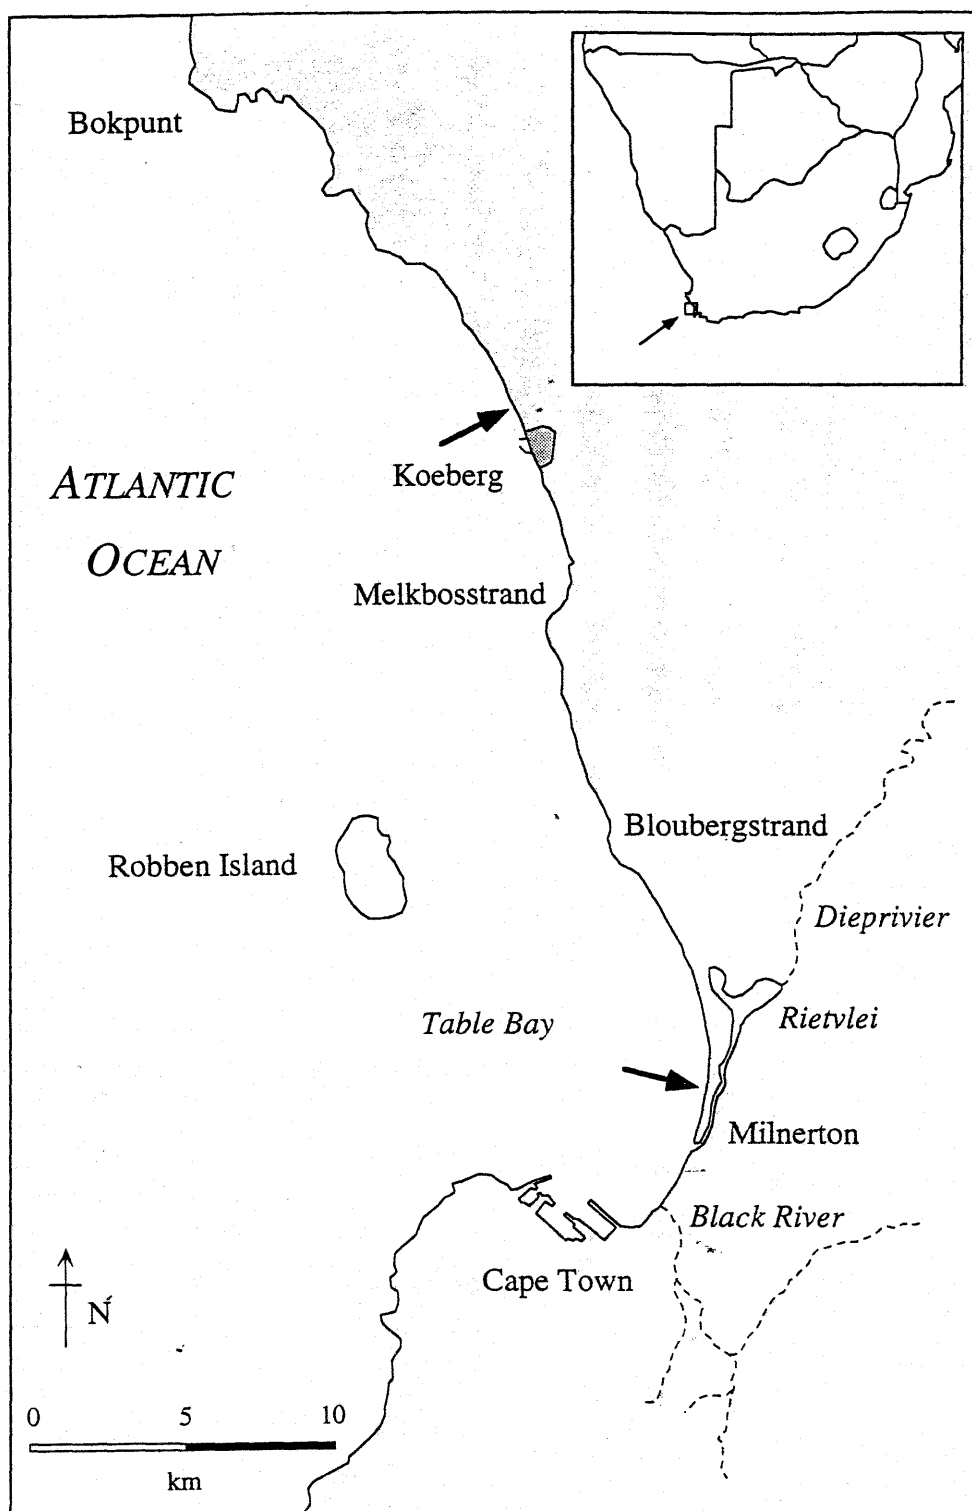 Bokpunt
Koeberg
ATLANTIC
OCEAN
Melkbosstrand
Bloubergstrand
Robben Island
Dieprivier
Table Bay
Rietvlei
Milnerton
Black River
Cape Town
N
0 5 10
km